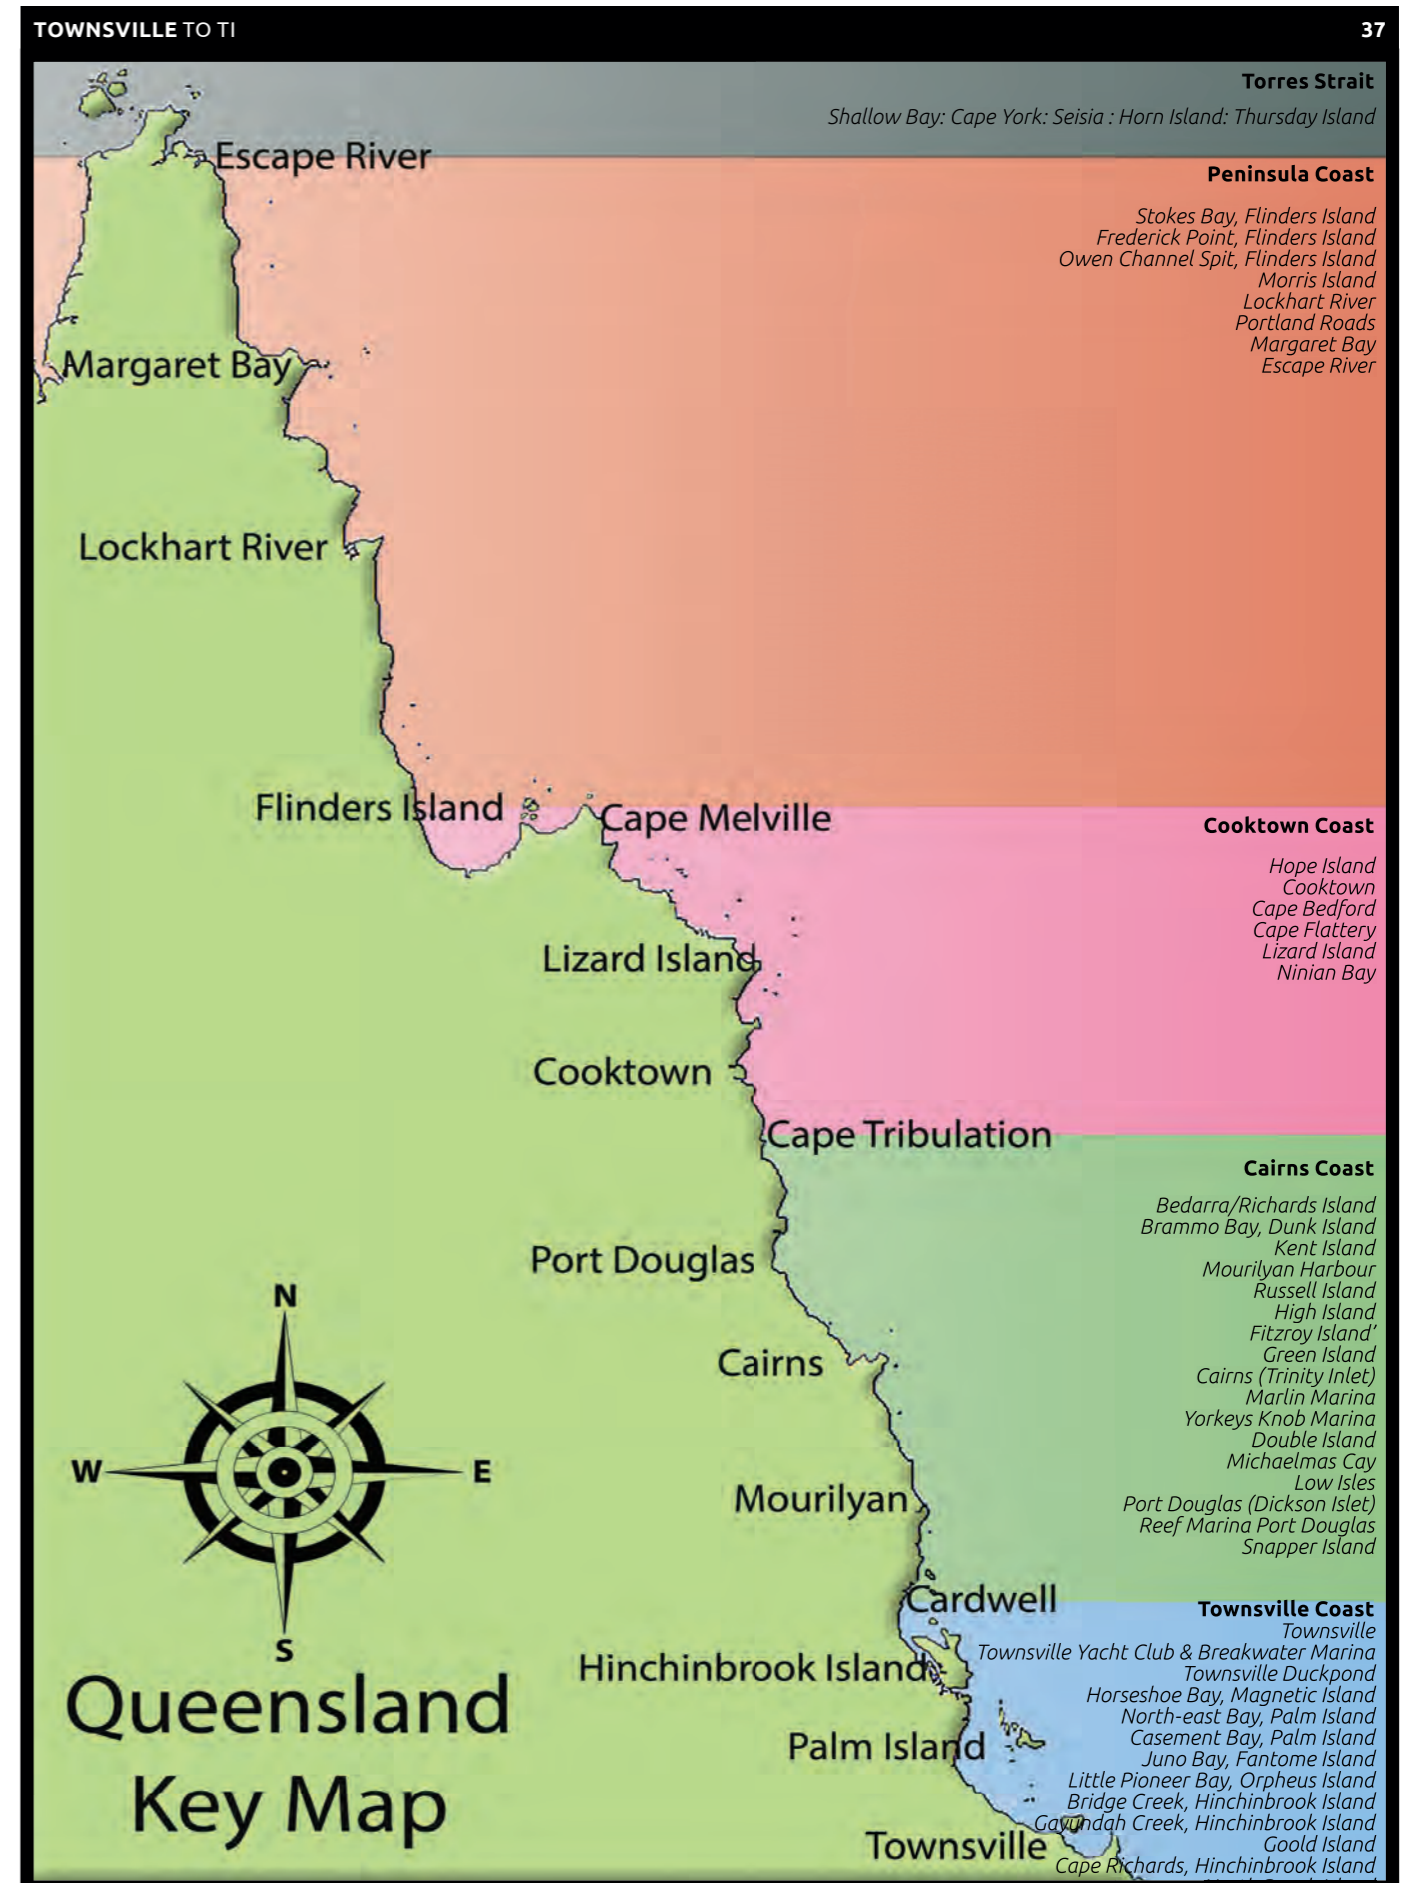 TOWNSVILLE TO TI
37
Torres Strait
Shallow Bay: Cape York: Seisia : Horn Island: Thursday Island
Escape River
Peninsula Coast
Stokes Bay, Flinders Island
Frederick Point, Flinders Island
Owen Channel Spit, Flinders Island
Morris Island
Lockhart River
Portland Roads
Margaret Bay
Escape River
Margaret Bay
Lockhart River
Flinders Island
Cape Melville
Cooktown Coast
Hope Island
Cooktown
Cape Bedford
Cape Flattery
Lizard Island
Ninian Bay
Lizard Island
Cooktown
Cape Tribulation
Cairns Coast
Bedarra/Richards Island
Brammo Bay, Dunk Island
Kent Island
Mourilyan Harbour
Russell Island
High Island
Fitzroy Island’
Green Island
Cairns (Trinity Inlet)
Marlin Marina
Yorkeys Knob Marina
Double Island
Michaelmas Cay
Low Isles
Port Douglas (Dickson Islet)
Reef Marina Port Douglas
Snapper Island
Port Douglas
Cairns
Mourilyan
Cardwell
N
W
E
S
Townsville Coast
Townsville
Townsville Yacht Club & Breakwater Marina
Townsville Duckpond
Horseshoe Bay, Magnetic Island
North-east Bay, Palm Island
Casement Bay, Palm Island
Juno Bay, Fantome Island
Little Pioneer Bay, Orpheus Island
Bridge Creek, Hinchinbrook Island
Gayundah Creek, Hinchinbrook Island
Goold Island
Cape Richards, Hinchinbrook Island
Hinchinbrook Island
Palm Island
Townsville
Queensland
Key Map